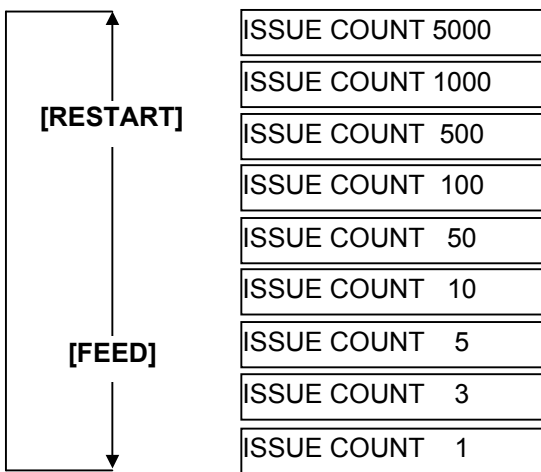 ISSUE COUNT 5000
ISSUE COUNT 1000
[RESTART]
ISSUE COUNT 500
ISSUE COUNT 100
ISSUE COUNT 50
ISSUE COUNT 10
[FEED]
ISSUE COUNT 5
ISSUE COUNT 3
ISSUE COUNT 1